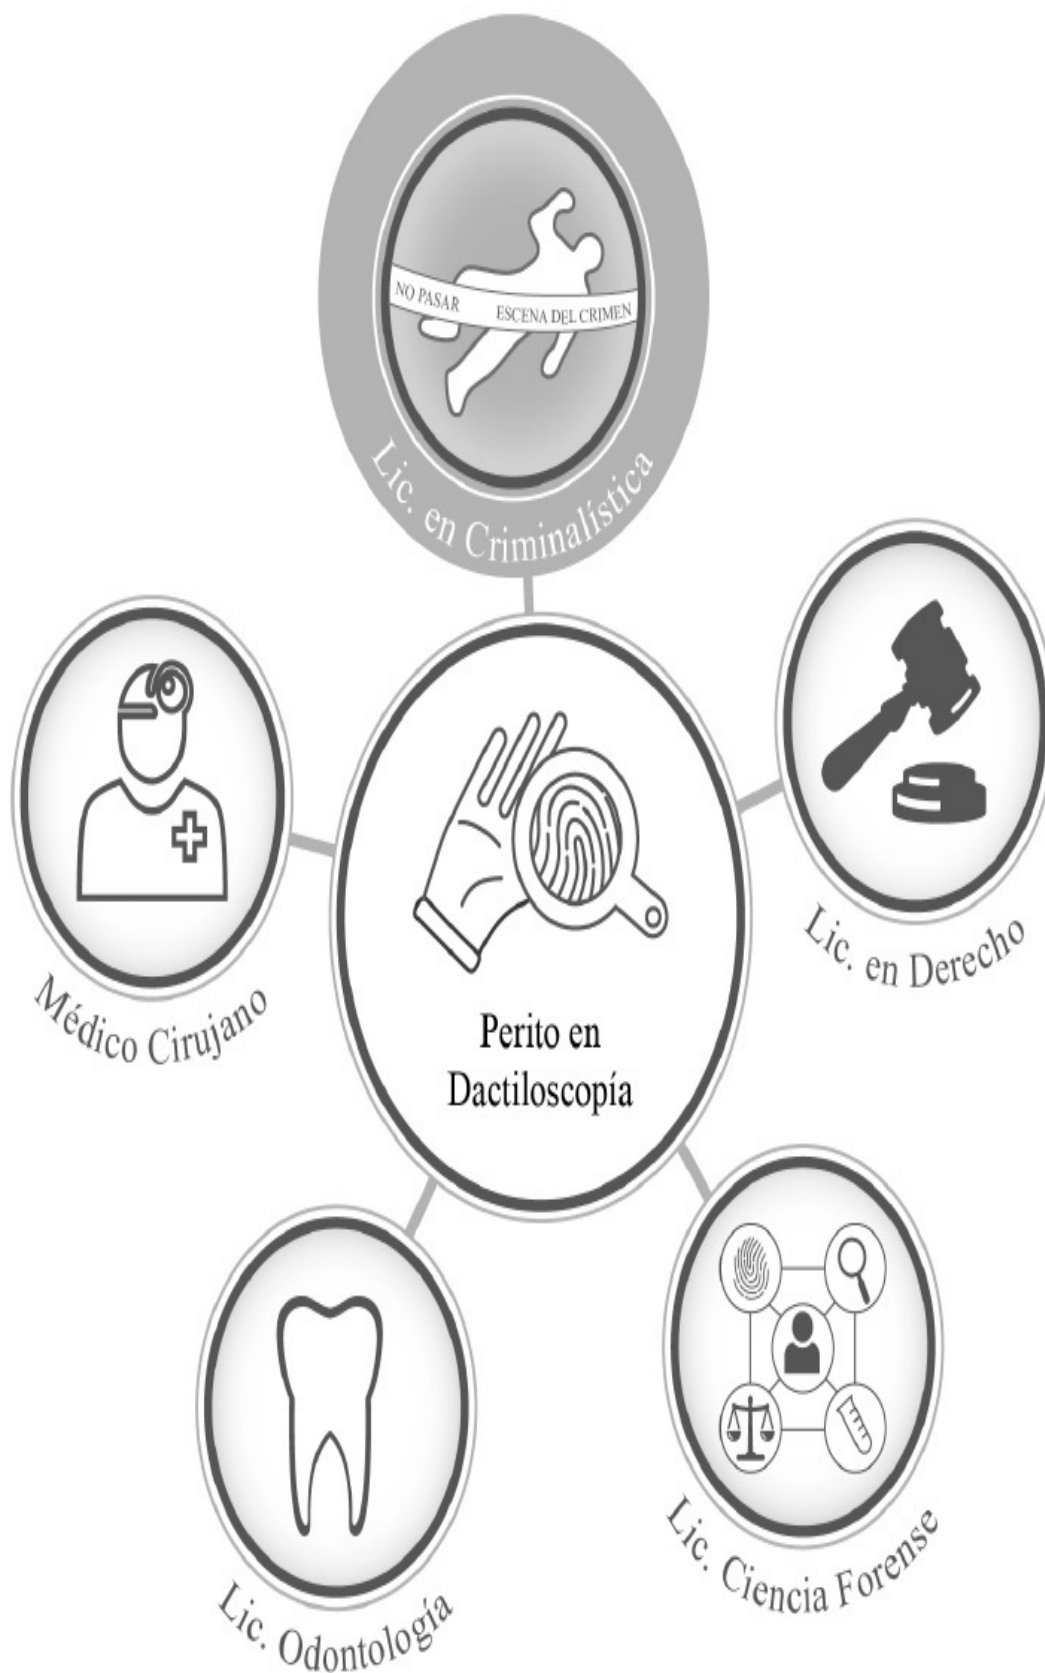 NO PASAR ESCENA DEL CRIMEN
Lic. en Criminalística
Lic. en Derecho
Médico Cirujano
Perito en
Dactiloscopía
Lic. Ciencia Forense
Lic. Odontología